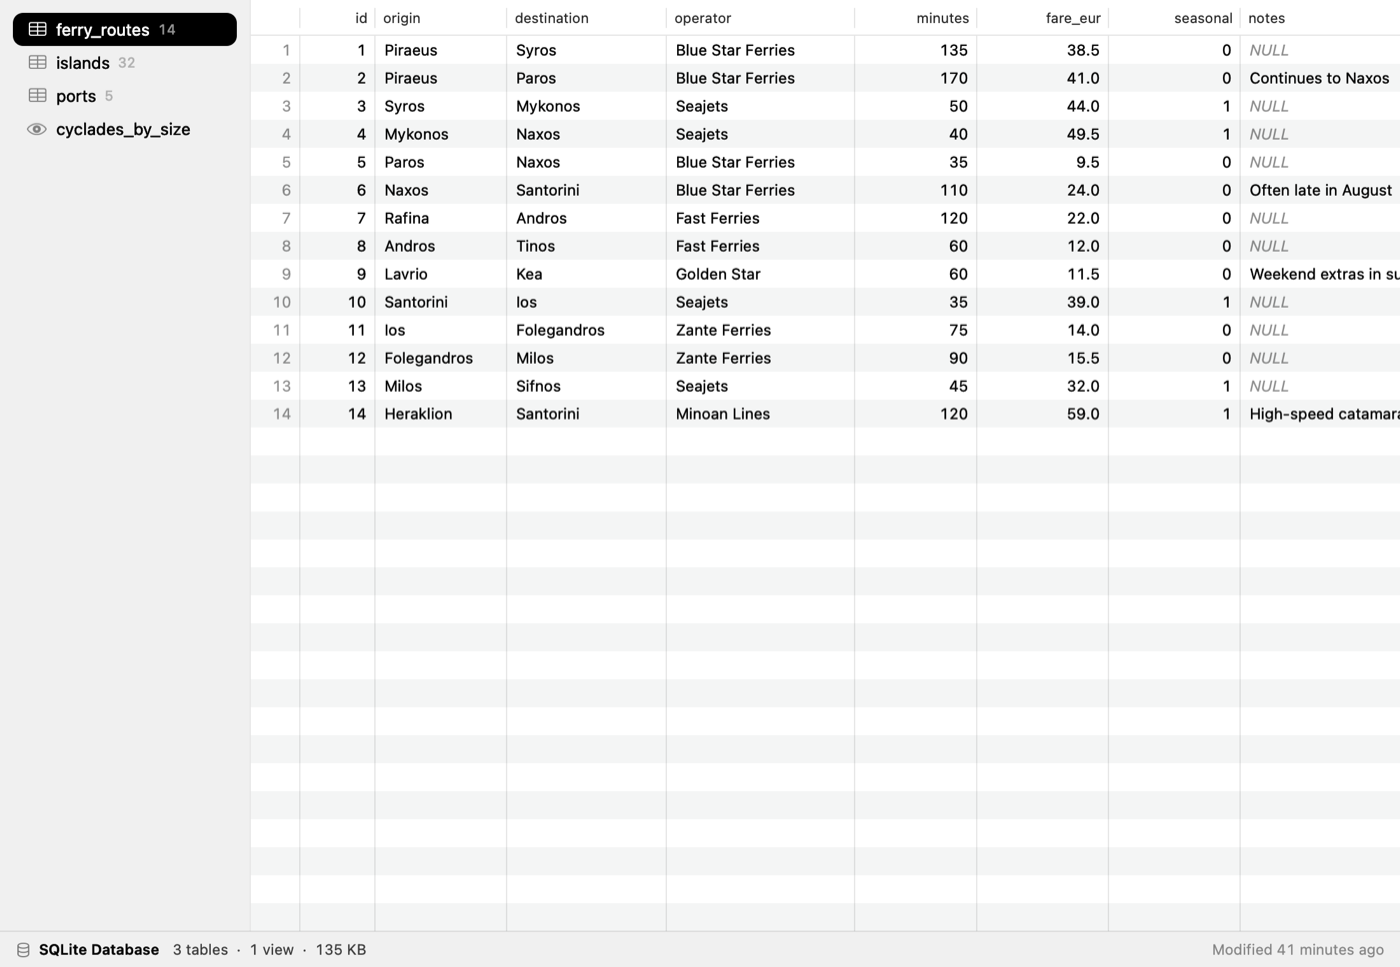 ferry_routes 14
islands 32
ports 5
cyclades_by_size
id origin destination operator minutes fare_eur seasonal notes
1 1 Piraeus Syros Blue Star Ferries 135 38.5 0 NULL
2 2 Piraeus Paros Blue Star Ferries 170 41.0 0 Continues to Naxos
3 3 Syros Mykonos Seajets 50 44.0 1 NULL
4 4 Mykonos Naxos Seajets 40 49.5 1 NULL
5 5 Paros Naxos Blue Star Ferries 35 9.5 0 NULL
6 6 Naxos Santorini Blue Star Ferries 110 24.0 0 Often late in August
7 7 Rafina Andros Fast Ferries 120 22.0 0 NULL
8 8 Andros Tinos Fast Ferries 60 12.0 0 NULL
9 9 Lavrio Kea Golden Star 60 11.5 0 Weekend extras in
10 10 Santorini Ios Seajets 35 39.0 1 NULL
11 11 Ios Folegandros Zante Ferries 75 14.0 0 NULL
12 12 Folegandros Milos Zante Ferries 90 15.5 0 NULL
13 13 Milos Sifnos Seajets 45 32.0 1 NULL
14 14 Heraklion Santorini Minoan Lines 120 59.0 1 High-speed
SQLite Database 3 tables · 1 view · 135 KB
Modified 41 minutes ago